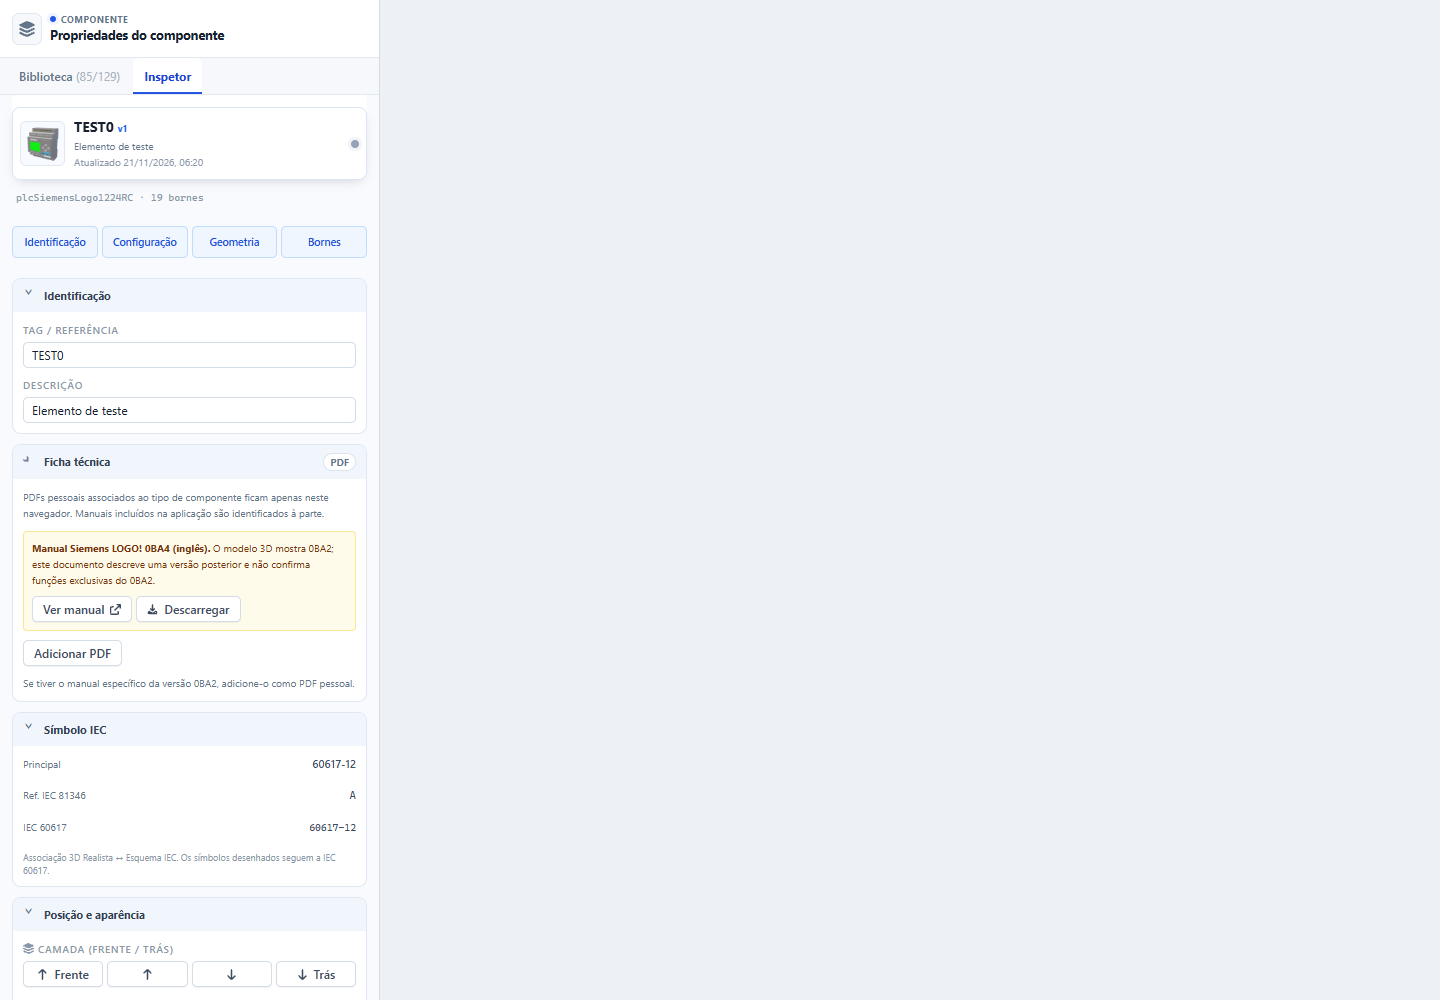 COMPONENTE
Propriedades do componente
Biblioteca (85/129)
Inspetor
TEST0 v1
Elemento de teste
Atualizado 21/11/2026, 06:20
plcSiemensLogo1224RC · 19 bornes
Identificação
Configuração
Geometria
Bornes
Identificação
TAG / REFERÊNCIA
TEST0
DESCRIÇÃO
Elemento de teste
Ficha técnica
PDF
PDFs pessoais associados ao tipo de componente ficam apenas neste
navegador. Manuais incluídos na aplicação são identificados à parte.
Manual Siemens LOGO! 0BA4 (inglês). O modelo 3D mostra 0BA2;
este documento descreve uma versão posterior e não confirma
funções exclusivas do 0BA2.
Ver manual
Descarregar
Adicionar PDF
Se tiver o manual específico da versão 0BA2, adicione-o como PDF pessoal.
Símbolo IEC
Principal
60617-12
Ref. IEC 81346
A
IEC 60617
60617-12
Associação 3D Realista ↔ Esquema IEC. Os símbolos desenhados seguem a IEC
60617.
Posição e aparência
CAMADA (FRENTE / TRÁS)
↑ Frente
↑
↓
↓ Trás